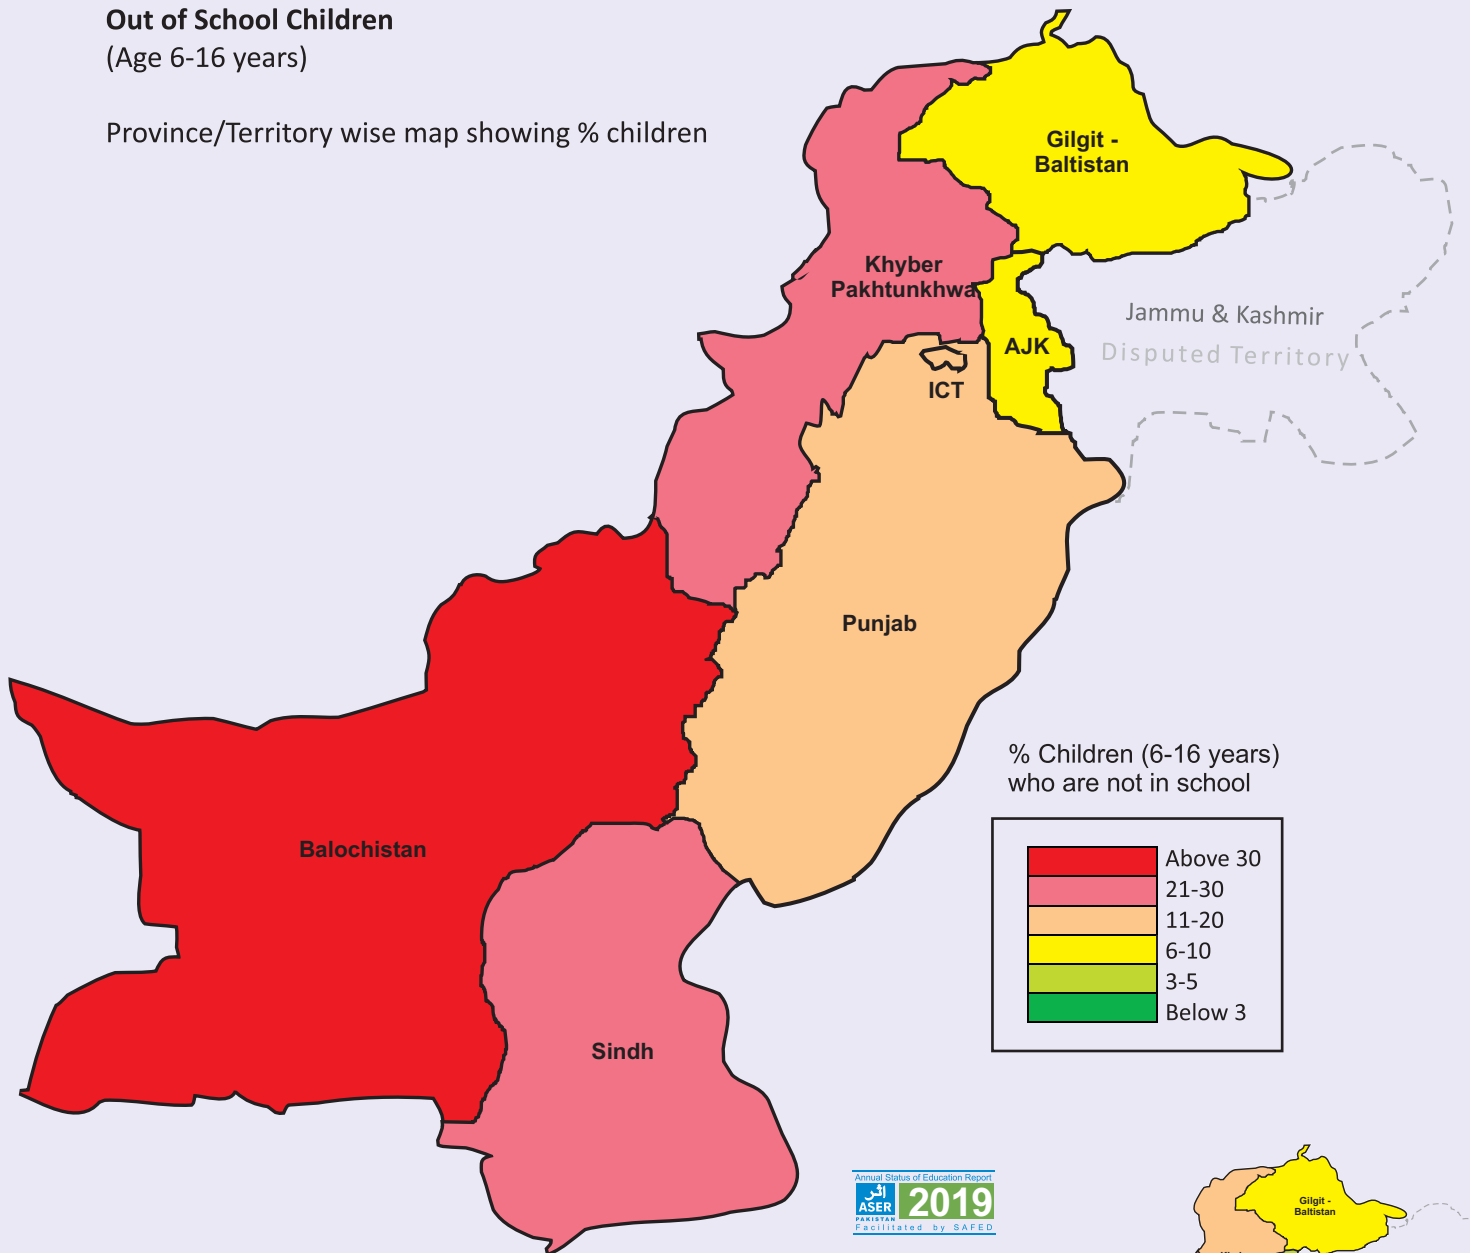 Out of School Children
(Age 6-16 years)
Province/Territory wise map showing % children
Gilgit -
Baltistan
Khyber
Pakhtunkhwa
Jammu & Kashmir
Disputed Territory
AJK
ICT
Punjab
% Children (6-16 years)
who are not in school
Balochistan
Above 30
21-30
11-20
6-10
3-5
Below 3
Sindh
Annual Status of Education Report
اثر
ASER
PAKISTAN
2019
Facilitated by SAFED
Gilgit -
Baltistan